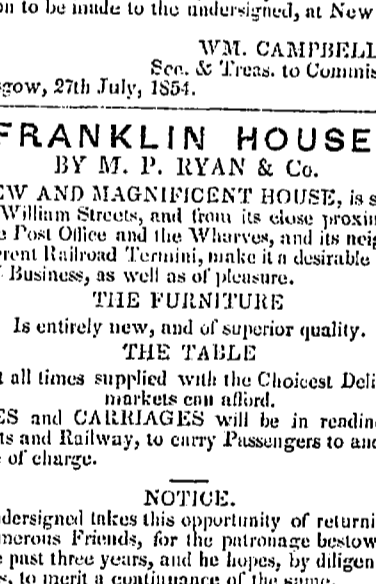 on to be made to the undersigned, at New
WM. CAMPBELL
Sec. & Treas. to Commis
sgow, 27th July, 1854.
FRANKLIN HOUSE
BY M. P. RYAN & Co.
EW AND MAGNIFICENT HOUSE, is s
William Streets, and from its close proxim
e Post Office and the Wharves, and its neig
erent Railroad Termini, make it a desirable
Business, as well as of pleasure.
THE FURNITURE
Is entirely new, and of superior quality.
THE TABLE
t all times supplied with the Choicest Deli
markets can afford.
ES and CARRIAGES will be in readin
ts and Railway, to carry Passengers to and
of charge.
NOTICE.
dersigned takes this opportunity of returni
merous Friends, for the patronage bestow
e past three years, and he hopes, by diligen
s, to merit a continuance of the same.